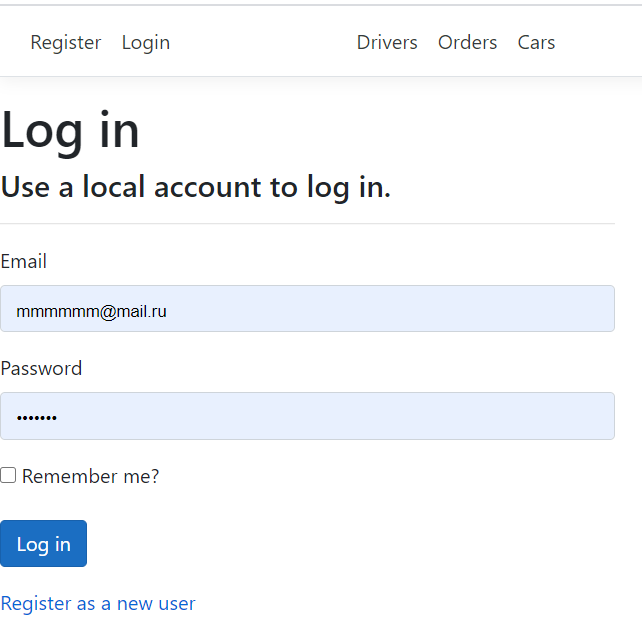 Register Login Drivers Orders Cars
Log in
Use a local account to log in.
Email
mmmmmm@mail.ru
Password
•••••••
Remember me?
Log in
Register as a new user